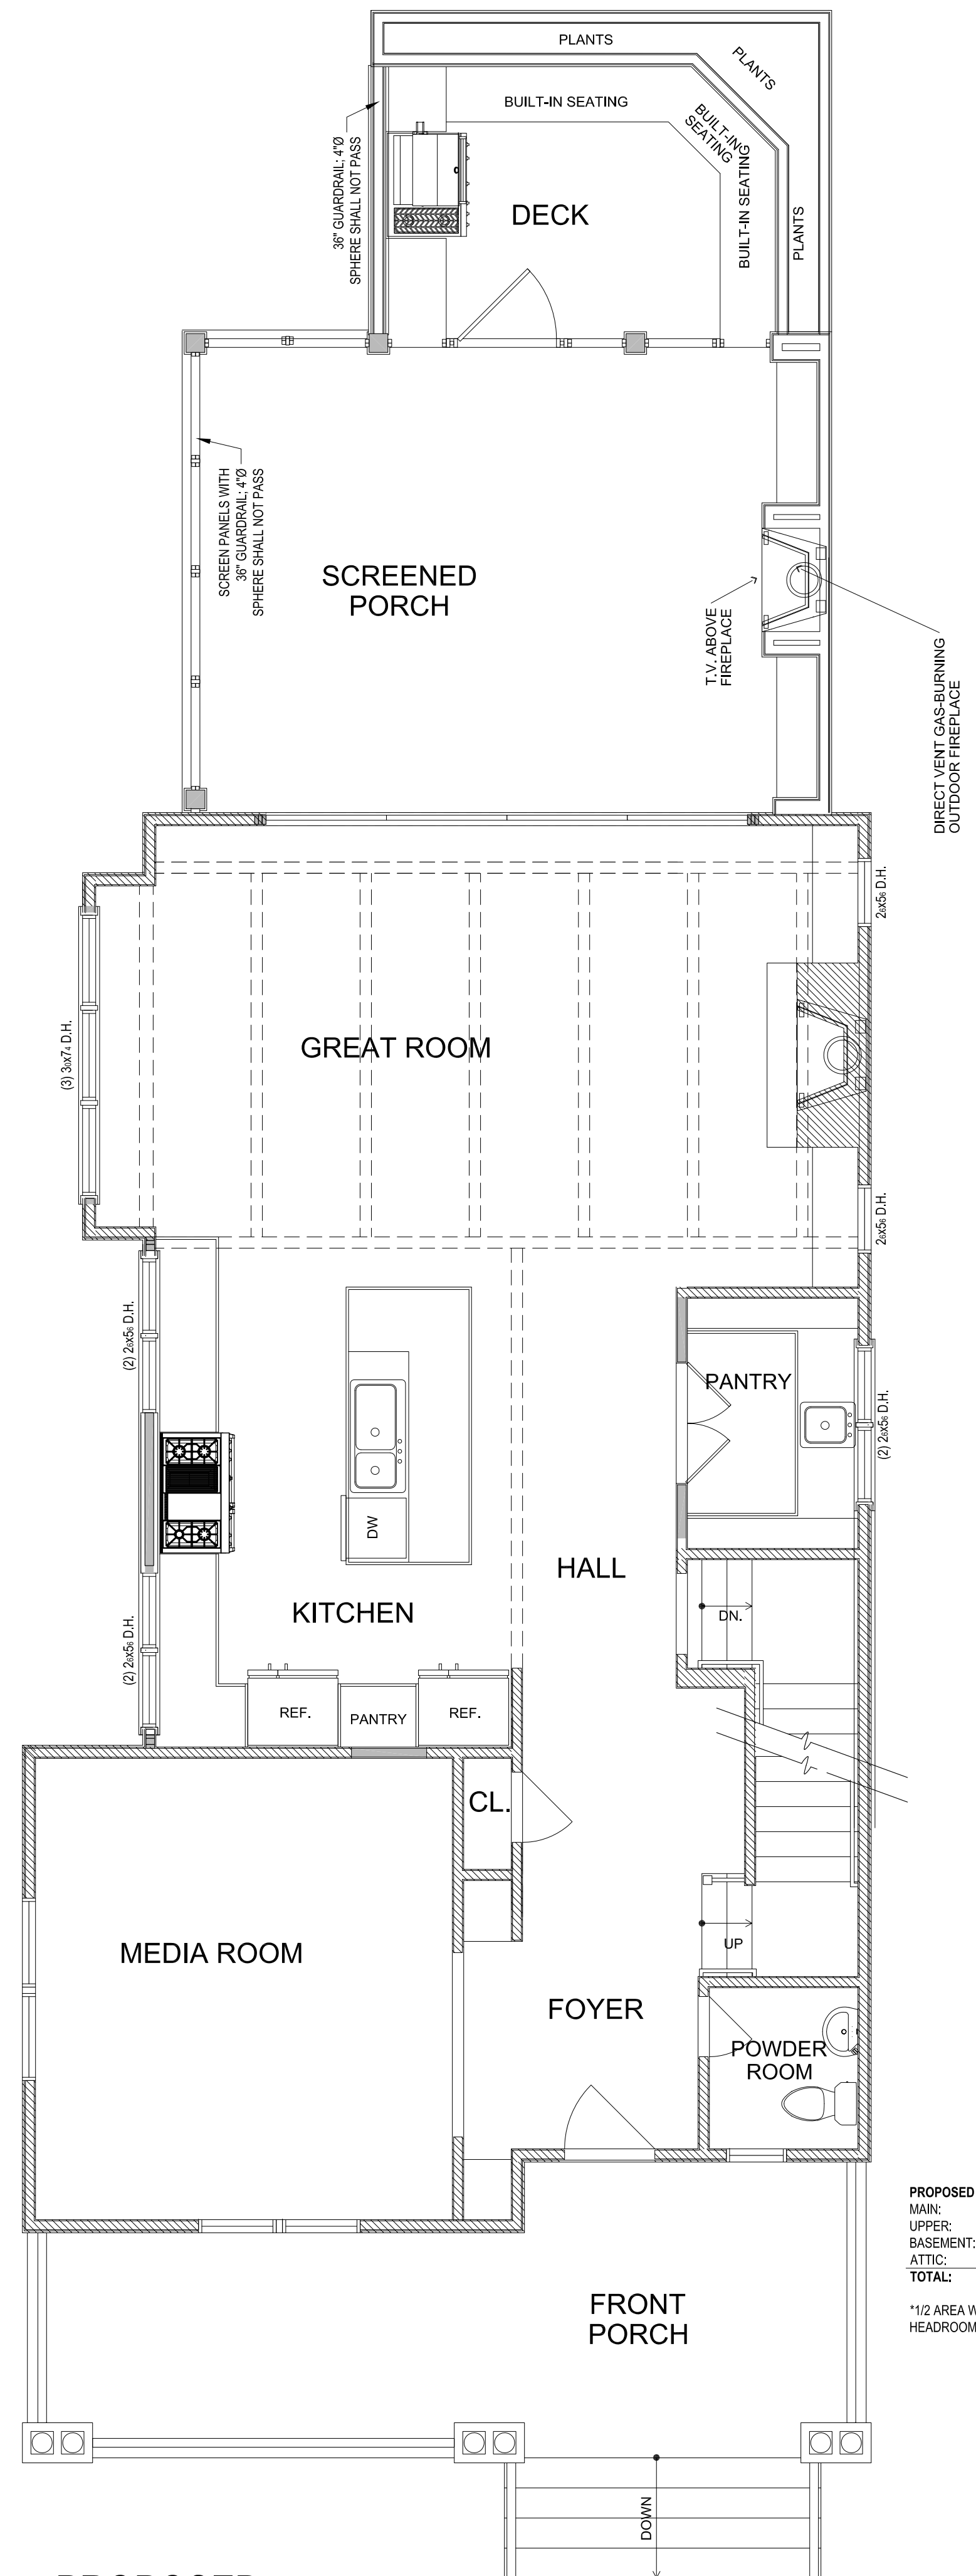 PLANTS
PLANTS
BUILT-IN SEATING
BUILT-ING
SEATING
BUILT-IN SEATING
PLANTS
36" GUARDRAIL; 4"Ø
SPHERE SHALL NOT PASS
DECK
SCREEN PANELS WITH
36" GUARDRAIL; 4"Ø
SPHERE SHALL NOT PASS
SCREENED
PORCH
T.V. ABOVE
FIREPLACE
DIRECT VENT GAS-BURNING
OUTDOOR FIREPLACE
26x56 D.H.
(3) 30x74 D.H.
GREAT ROOM
26x56 D.H.
(2) 26x56 D.H.
PANTRY
(2) 26x56 D.H.
DW
HALL
KITCHEN
DN.
(2) 26x56 D.H.
REF.
PANTRY
REF.
CL.
MEDIA ROOM
UP
FOYER
POWDER
ROOM
PROPOSED
MAIN:
UPPER:
BASEMENT:
ATTIC:
TOTAL:
*1/2 AREA W
HEADROOM
FRONT
PORCH
DOWN
PROPOSED